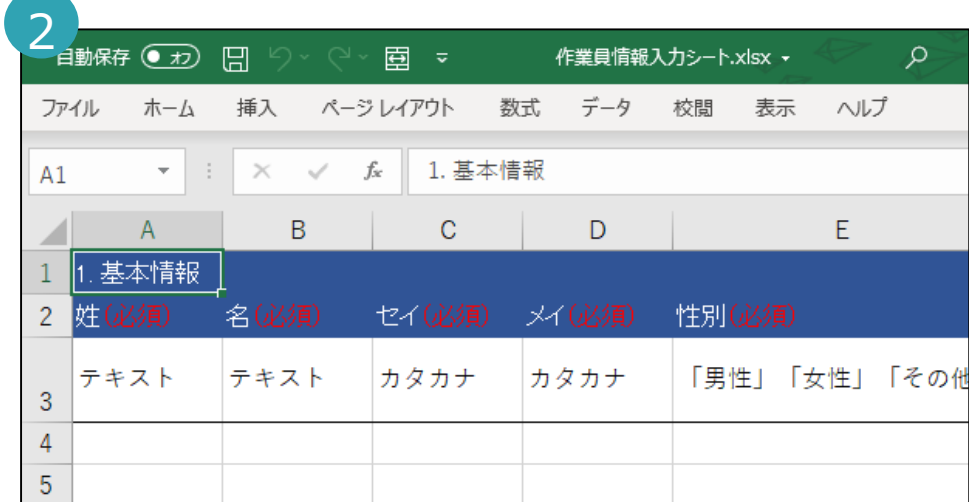 2
自動保存 オフ 作業員情報入力シート.xlsx
ファイル ホーム 挿入 ページ レイアウト 数式 データ 校閲 表示 ヘルプ
A1 fx 1. 基本情報
A B C D E
1 1. 基本情報
2 姓(必須) 名(必須) セイ(必須) メイ(必須) 性別(必須)
3 テキスト テキスト カタカナ カタカナ 「男性」「女性」「その他
4
5